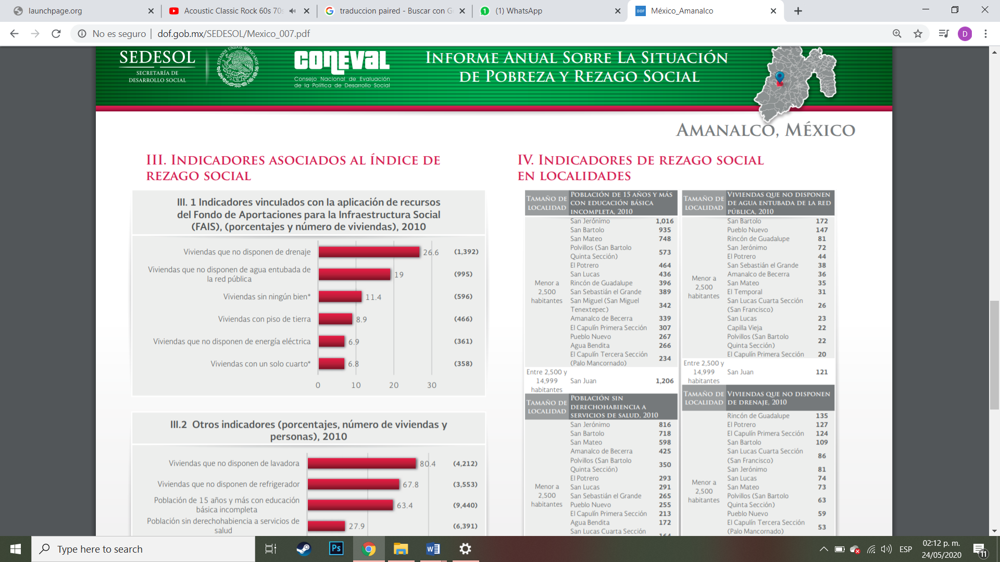 launchpage.org
Acoustic Classic Rock 60s 70s
traduccion paired - Buscar con G
(1) WhatsApp
México_Amanalco
No es seguro | dof.gob.mx/SEDESOL/Mexico_007.pdf
D
SEDESOL
SECRETARÍA DE
DESARROLLO SOCIAL
ESTADOS UNIDOS MEXICANOS
CONEVAL
Consejo Nacional de Evaluación
de la Política de Desarrollo Social
INFORME ANUAL SOBRE LA SITUACIÓN
DE POBREZA Y REZAGO SOCIAL
AMANALCO, MÉXICO
III. INDICADORES ASOCIADOS AL ÍNDICE DE
REZAGO SOCIAL
III. 1 Indicadores vinculados con la aplicación de recursos
del Fondo de Aportaciones para la Infraestructura Social
(FAIS), (porcentajes y número de viviendas), 2010
Viviendas que no disponen de drenaje 26.6 (1,392)
Viviendas que no disponen de agua entubada de
la red pública 19 (995)
Viviendas sin ningún bien* 11.4 (596)
Viviendas con piso de tierra 8.9 (466)
Viviendas que no disponen de energía eléctrica 6.9 (361)
Viviendas con un solo cuarto* 6.8 (358)
0 10 20 30
III.2 Otros indicadores (porcentajes, número de viviendas y
personas), 2010
Viviendas que no disponen de lavadora 80.4 (4,212)
Viviendas que no disponen de refrigerador 67.8 (3,553)
Población de 15 años y más con educación
básica incompleta 63.4 (9,440)
Población sin derechohabiencia a servicios de
salud 27.9 (6,391)
IV. INDICADORES DE REZAGO SOCIAL
EN LOCALIDADES
TAMAÑO DE
LOCALIDAD
POBLACIÓN DE 15 AÑOS Y MÁS
CON EDUCACIÓN BÁSICA
INCOMPLETA, 2010
Menor a
2,500
habitantes
San Jerónimo 1,016
San Bartolo 935
San Mateo 748
Polvillos (San Bartolo
Quinta Sección) 573
El Potrero 464
San Lucas 436
Rincón de Guadalupe 396
San Sebastián el Grande 389
San Miguel (San Miguel
Tenextepec) 342
Amanalco de Becerra 339
El Capulín Primera Sección 307
Pueblo Nuevo 267
Agua Bendita 266
El Capulín Tercera Sección
(Palo Mancornado) 234
Entre 2,500 y
14,999
habitantes
San Juan 1,206
TAMAÑO DE
LOCALIDAD
POBLACIÓN SIN
DERECHOHABIENCIA A
SERVICIOS DE SALUD, 2010
Menor a
2,500
habitantes
San Jerónimo 816
San Bartolo 718
San Mateo 598
Amanalco de Becerra 425
Polvillos (San Bartolo
Quinta Sección) 350
El Potrero 293
San Lucas 291
San Sebastián el Grande 265
Pueblo Nuevo 255
El Capulín Primera Sección 213
Agua Bendita 172
San Lucas Cuarta Sección 164
TAMAÑO DE
LOCALIDAD
VIVIENDAS QUE NO DISPONEN
DE AGUA ENTUBADA DE LA RED
PÚBLICA, 2010
Menor a
2,500
habitantes
San Bartolo 172
Pueblo Nuevo 147
Rincón de Guadalupe 81
San Jerónimo 72
El Potrero 44
San Sebastián el Grande 38
Amanalco de Becerra 36
San Mateo 35
El Temporal 31
San Lucas Cuarta Sección
(San Francisco) 26
San Lucas 23
Capilla Vieja 22
Polvillos (San Bartolo
Quinta Sección) 22
El Capulín Primera Sección 20
Entre 2,500 y
14,999
habitantes
San Juan 121
TAMAÑO DE
LOCALIDAD
VIVIENDAS QUE NO DISPONEN
DE DRENAJE, 2010
Menor a
2,500
habitantes
Rincón de Guadalupe 135
El Potrero 127
El Capulín Primera Sección 124
San Bartolo 109
San Lucas Cuarta Sección
(San Francisco) 86
San Jerónimo 81
San Lucas 74
San Mateo 73
Polvillos (San Bartolo
Quinta Sección) 63
Pueblo Nuevo 59
El Capulín Tercera Sección
(Palo Mancornado) 53
Type here to search
Ps
ESP
02:12 p. m.
24/05/2020
11